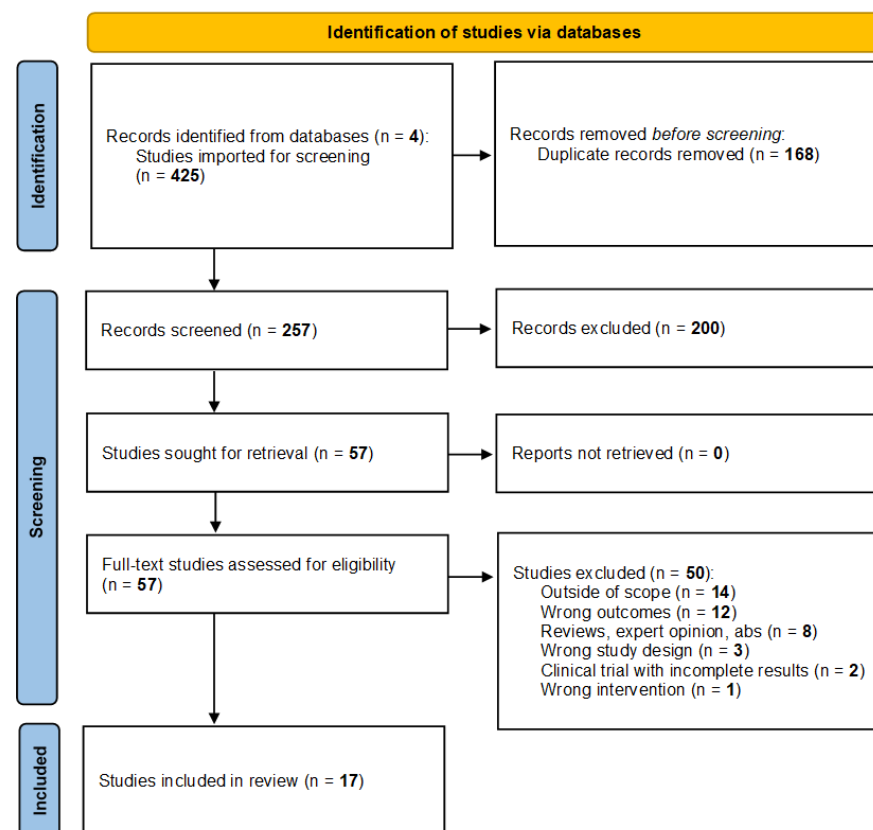 Identification of studies via databases
Identification
Records identified from databases (n = 4):
Studies imported for screening
(n = 425)
Records removed before screening:
Duplicate records removed (n = 168)
Screening
Records screened (n = 257)
Records excluded (n = 200)
Studies sought for retrieval (n = 57)
Reports not retrieved (n = 0)
Full-text studies assessed for eligibility
(n = 57)
Studies excluded (n = 50):
Outside of scope (n = 14)
Wrong outcomes (n = 12)
Reviews, expert opinion, abs (n = 8)
Wrong study design (n = 3)
Clinical trial with incomplete results (n = 2)
Wrong intervention (n = 1)
Included
Studies included in review (n = 17)